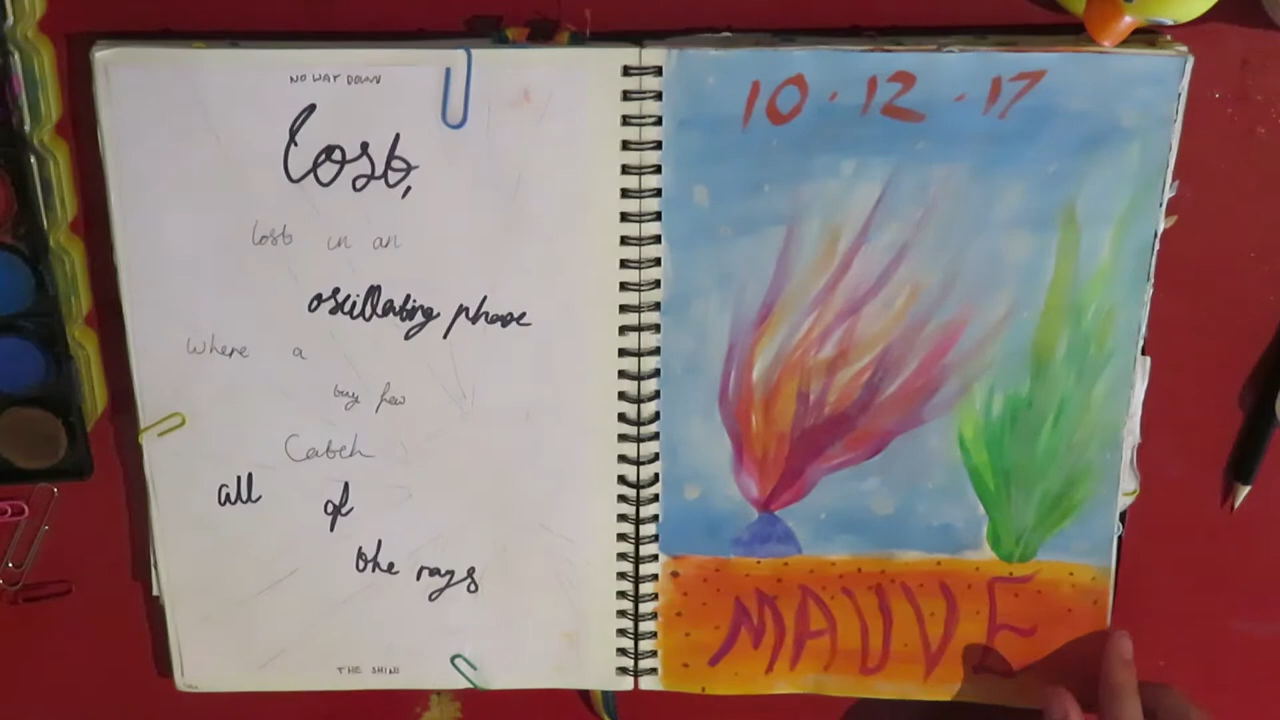 NO WAY DOWN
Lost,
lost in an
oscillating phase
Where a
few
Catch
all of
the rays
THE SHINS
10.12.17
MAUVE